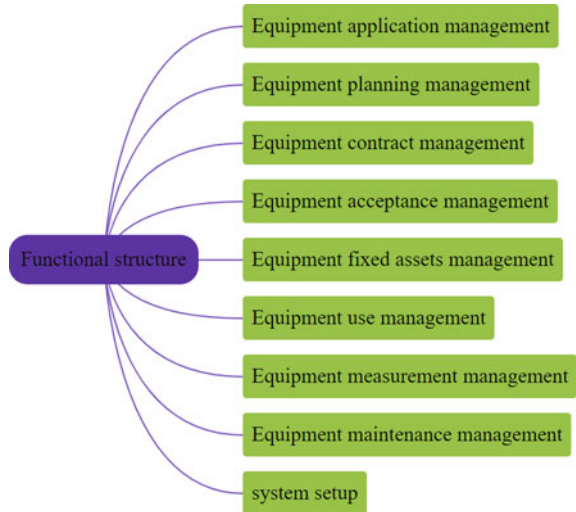 Equipment application management
Equipment planning management
Equipment contract management
Equipment acceptance management
Functional structure
Equipment fixed assets management
Equipment use management
Equipment measurement management
Equipment maintenance management
system setup